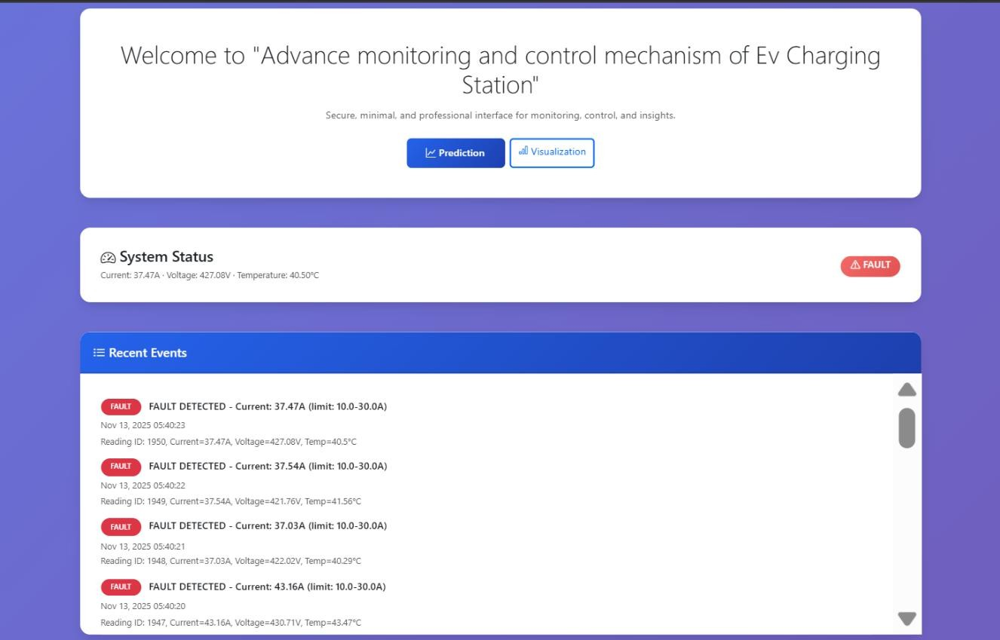 Welcome to "Advance monitoring and control mechanism of Ev Charging
Station"
Secure, minimal, and professional interface for monitoring, control, and insights.
Prediction
Visualization
System Status
Current: 37.47A · Voltage: 427.08V · Temperature: 40.50°C
FAULT
Recent Events
FAULT FAULT DETECTED - Current: 37.47A (limit: 10.0-30.0A)
Nov 13, 2025 05:40:23
Reading ID: 1950, Current=37.47A, Voltage=427.08V, Temp=40.5°C
FAULT FAULT DETECTED - Current: 37.54A (limit: 10.0-30.0A)
Nov 13, 2025 05:40:22
Reading ID: 1949, Current=37.54A, Voltage=421.76V, Temp=41.56°C
FAULT FAULT DETECTED - Current: 37.03A (limit: 10.0-30.0A)
Nov 13, 2025 05:40:21
Reading ID: 1948, Current=37.03A, Voltage=422.02V, Temp=40.29°C
FAULT FAULT DETECTED - Current: 43.16A (limit: 10.0-30.0A)
Nov 13, 2025 05:40:20
Reading ID: 1947, Current=43.16A, Voltage=430.71V, Temp=43.47°C